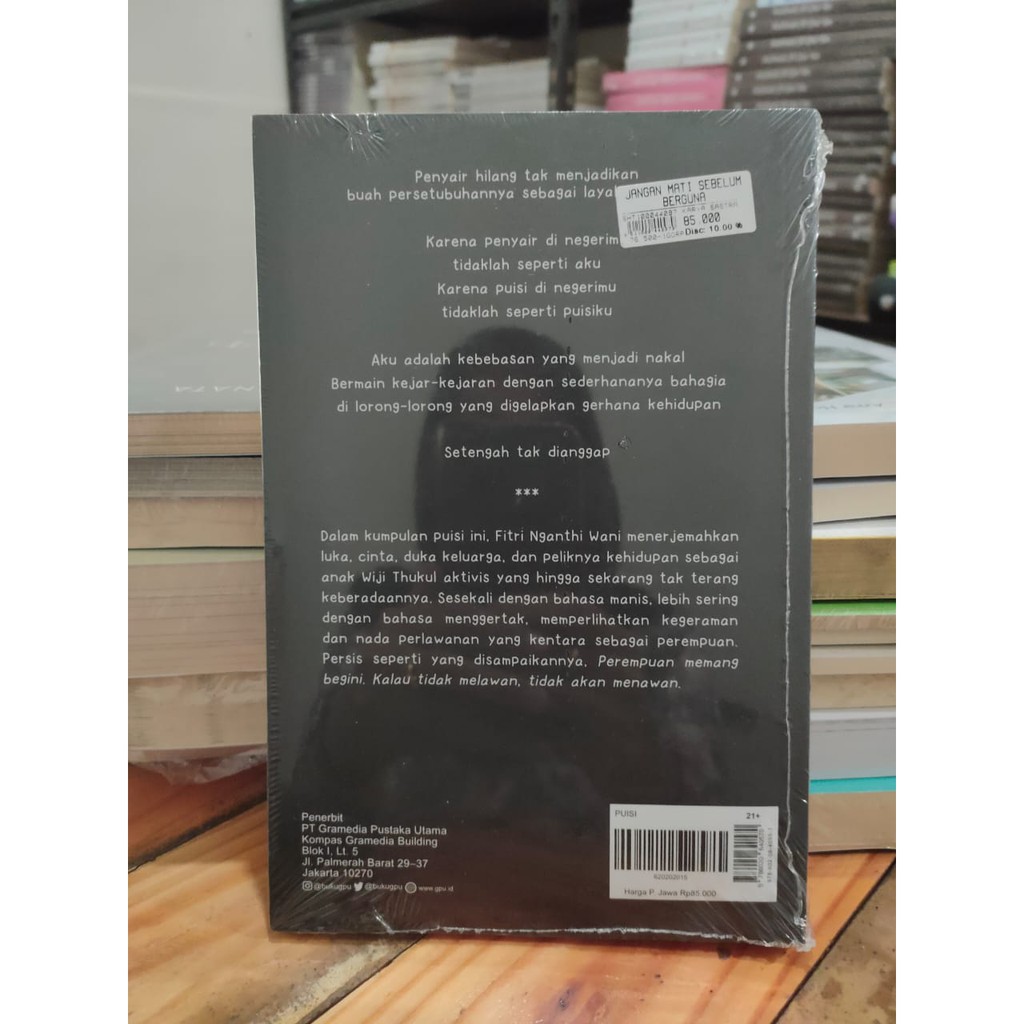 Penyair hilang tak menjadikan
buah persetubuhannya sebagai
JANGAN MATI SEBELUM
BERGUNA
85.000
Disc: 10.00 %
Karena penyair di
tidaklah seperti aku
Karena puisi di negerimu
tidaklah seperti puisiku
Aku adalah kebebasan yang menjadi nakal
Bermain kejar-kejaran dengan sederhananya bahagia
di lorong-lorong yang digelapkan gerhana kehidupan
Setengah tak dianggap
***
Dalam kumpulan puisi ini, Fitri Nganthi Wani menerjemahkan
luka, cinta, duka keluarga, dan peliknya kehidupan sebagai
anak Wiji Thukul aktivis yang hingga sekarang tak terang
keberadaannya. Sesekali dengan bahasa manis, lebih sering
dengan bahasa menggertak, memperlihatkan kegeraman
dan nada perlawanan yang kentara sebagai perempuan.
Persis seperti yang disampaikannya, Perempuan memang
begini. Kalau tidak melawan, tidak akan menawan.
Penerbit
PT Gramedia Pustaka Utama
Kompas Gramedia Building
Blok I, Lt. 5
Jl. Palmerah Barat 29–37
Jakarta 10270
@bukugpu @bukugpu www.gpu.id
PUISI 21+
620202015
Harga P. Jawa Rp85.000